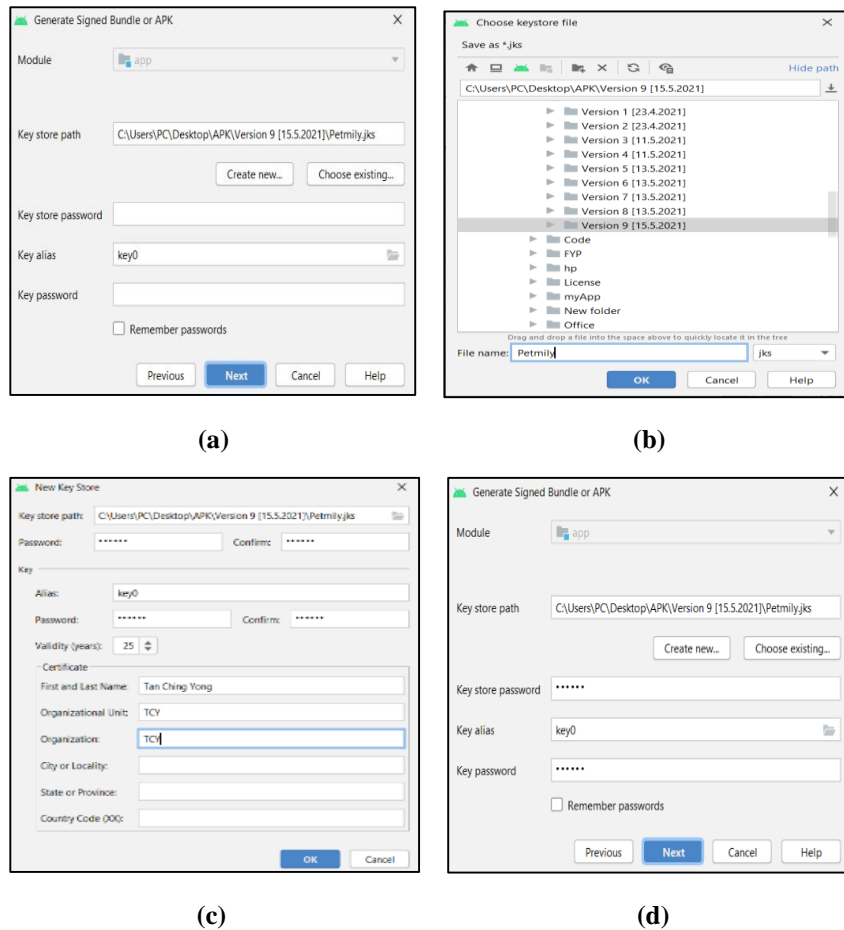 Generate Signed Bundle or APK
Module
app
Key store path
C:\Users\PC\Desktop\APK\Version 9 [15.5.2021]\Petmily.jks
Create new...
Choose existing...
Key store password
Key alias
key0
Key password
Remember passwords
Previous
Next
Cancel
Help
(a)
Choose keystore file
Save as *.jks
Hide path
C:\Users\PC\Desktop\APK\Version 9 [15.5.2021]
Version 1 [23.4.2021]
Version 2 [23.4.2021]
Version 3 [11.5.2021]
Version 4 [11.5.2021]
Version 5 [13.5.2021]
Version 6 [13.5.2021]
Version 7 [13.5.2021]
Version 8 [13.5.2021]
Version 9 [15.5.2021]
Code
FYP
hp
License
myApp
New folder
Office
Drag and drop a file into the space above to quickly locate it in the tree
File name: Petmily
jks
OK
Cancel
Help
(b)
New Key Store
Key store path: C:\Users\PC\Desktop\APK\Version 9 [15.5.2021]\Petmily.jks
Password: •••••• Confirm: ••••••
Key
Alias: key0
Password: •••••• Confirm: ••••••
Validity (years): 25
Certificate
First and Last Name: Tan Ching Yong
Organizational Unit: TCY
Organization: TCY
City or Locality:
State or Province:
Country Code (XX):
OK
Cancel
(c)
Generate Signed Bundle or APK
Module
app
Key store path
C:\Users\PC\Desktop\APK\Version 9 [15.5.2021]\Petmily.jks
Create new...
Choose existing...
Key store password
••••••
Key alias
key0
Key password
••••••
Remember passwords
Previous
Next
Cancel
Help
(d)